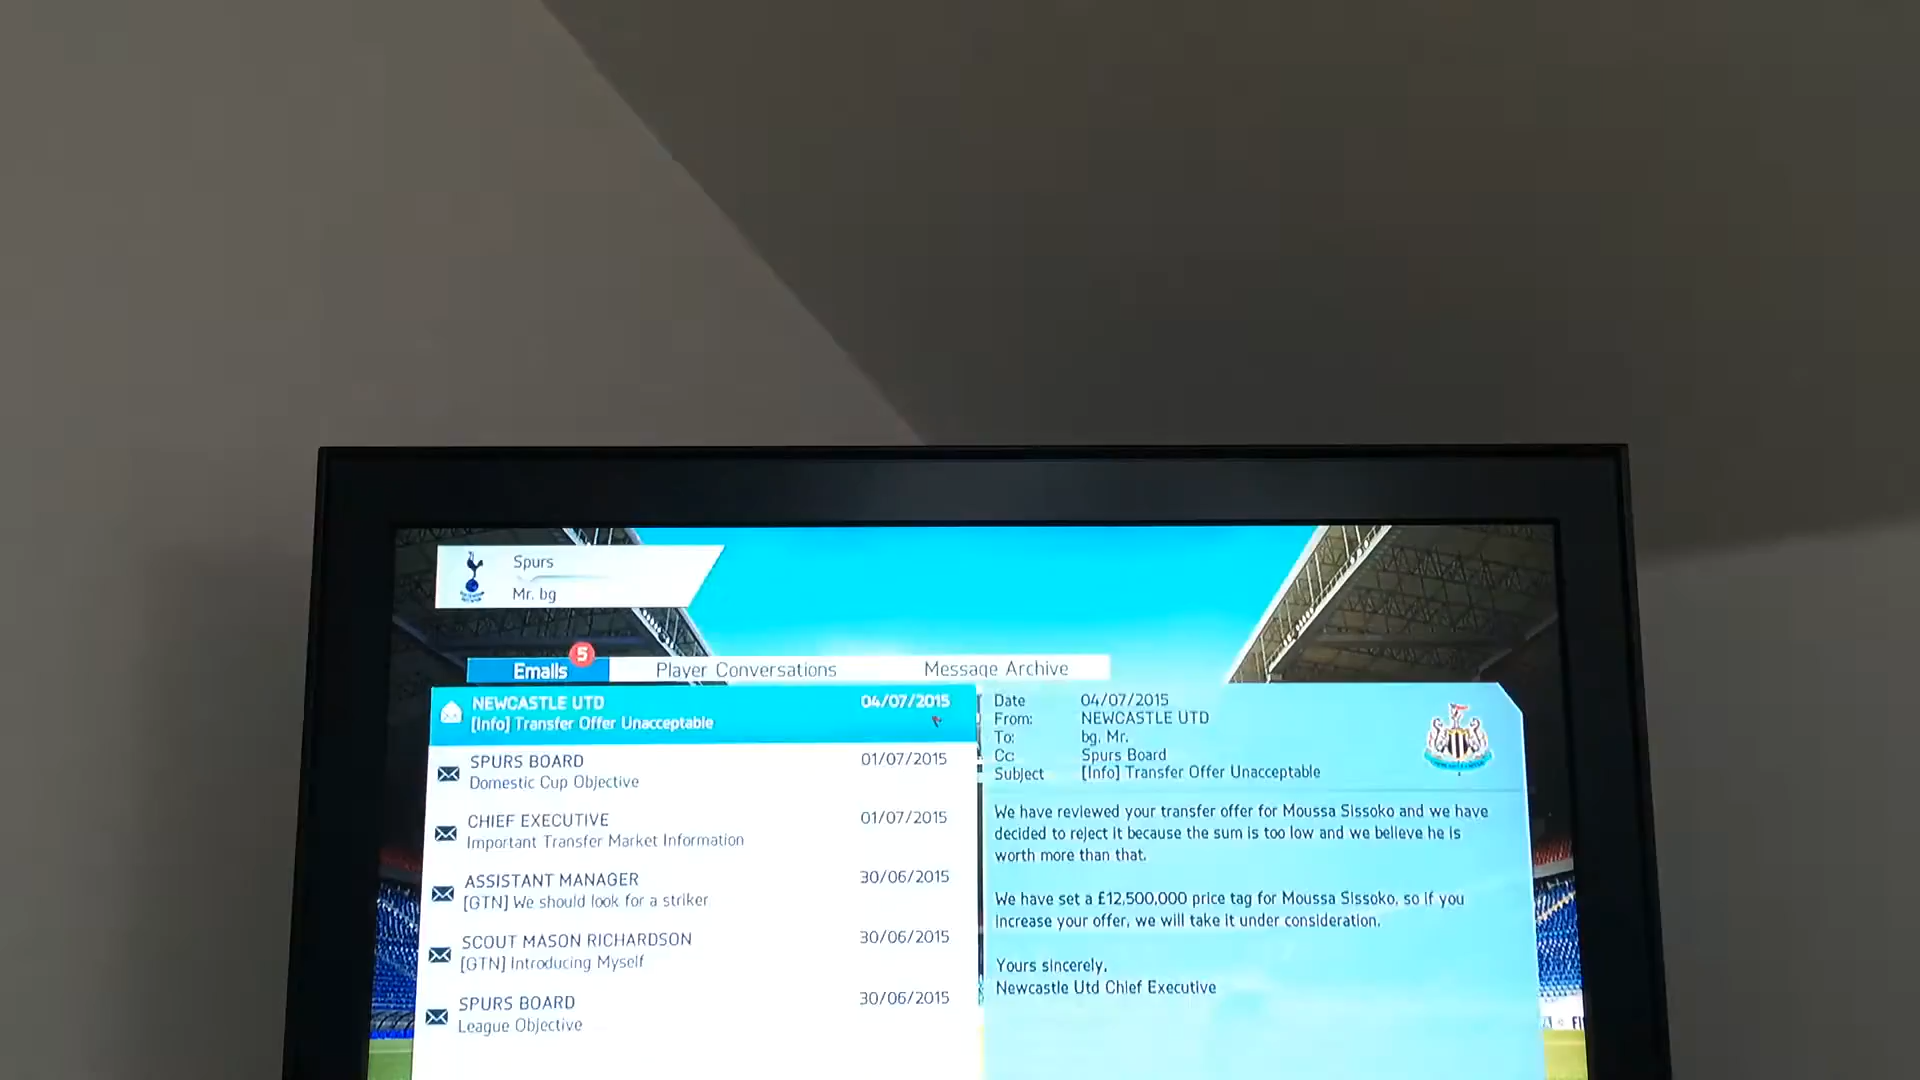 Spurs
Mr. bg
Emails 5
Player Conversations
Message Archive
NEWCASTLE UTD 04/07/2015
[Info] Transfer Offer Unacceptable
SPURS BOARD 01/07/2015
Domestic Cup Objective
CHIEF EXECUTIVE 01/07/2015
Important Transfer Market Information
ASSISTANT MANAGER 30/06/2015
[GTN] We should look for a striker
SCOUT MASON RICHARDSON 30/06/2015
[GTN] Introducing Myself
SPURS BOARD 30/06/2015
League Objective
Date 04/07/2015
From: NEWCASTLE UTD
To: bg, Mr.
Cc: Spurs Board
Subject [Info] Transfer Offer Unacceptable
We have reviewed your transfer offer for Moussa Sissoko and we have
decided to reject it because the sum is too low and we believe he is
worth more than that.
We have set a £12,500,000 price tag for Moussa Sissoko, so if you
increase your offer, we will take it under consideration.
Yours sincerely,
Newcastle Utd Chief Executive